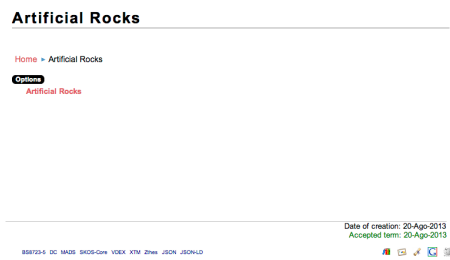 Artificial Rocks
Home ► Artificial Rocks
Options
Artificial Rocks
Date of creation: 20-Ago-2013
Accepted term: 20-Ago-2013
BS8723-5 DC MADS SKOS-Core VDEX XTM Zthes JSON JSON-LD